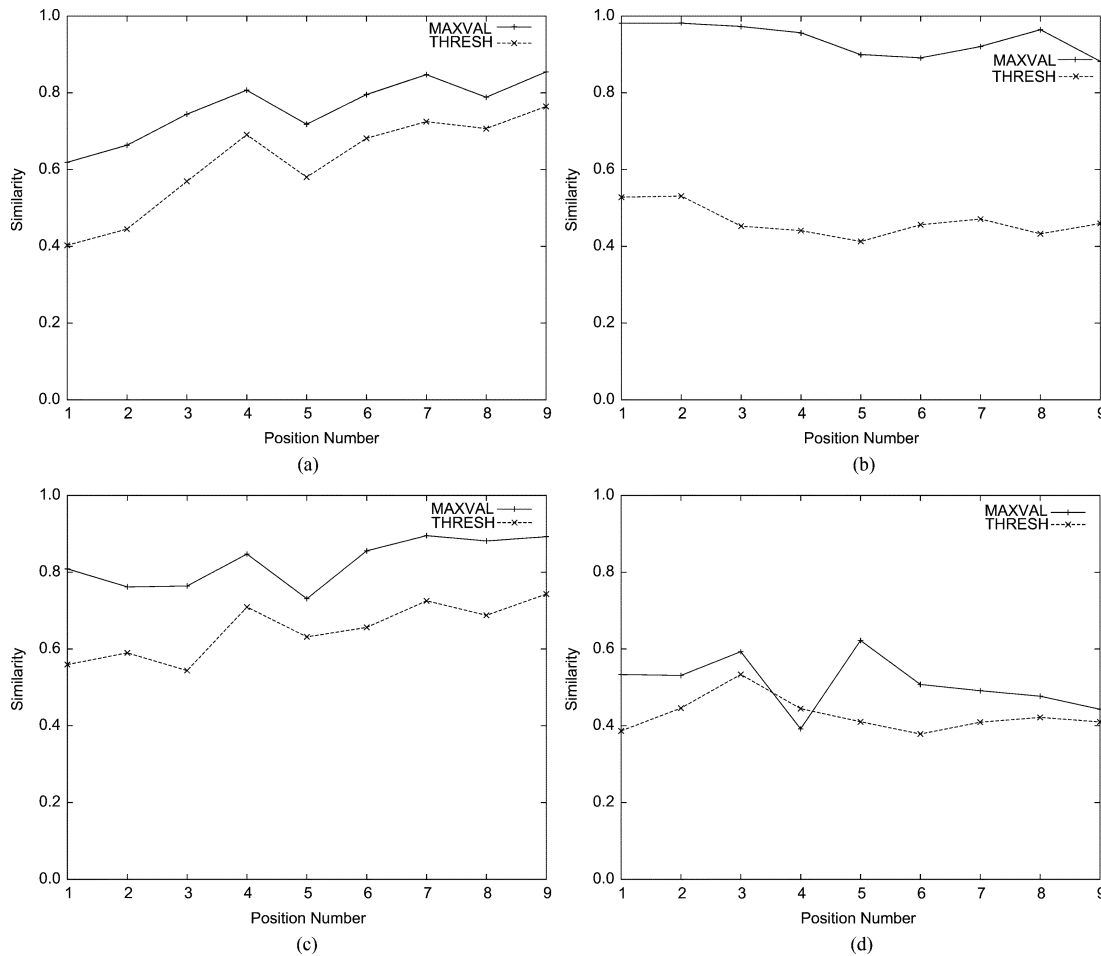 1.0
0.8
0.6
0.4
0.2
0.0
Similarity
MAXVAL
THRESH
1 2 3 4 5 6 7 8 9
Position Number
(a)
1.0
0.8
0.6
0.4
0.2
0.0
Similarity
MAXVAL
THRESH
1 2 3 4 5 6 7 8 9
Position Number
(b)
1.0
0.8
0.6
0.4
0.2
0.0
Similarity
MAXVAL
THRESH
1 2 3 4 5 6 7 8 9
Position Number
(c)
1.0
0.8
0.6
0.4
0.2
0.0
Similarity
MAXVAL
THRESH
1 2 3 4 5 6 7 8 9
Position Number
(d)